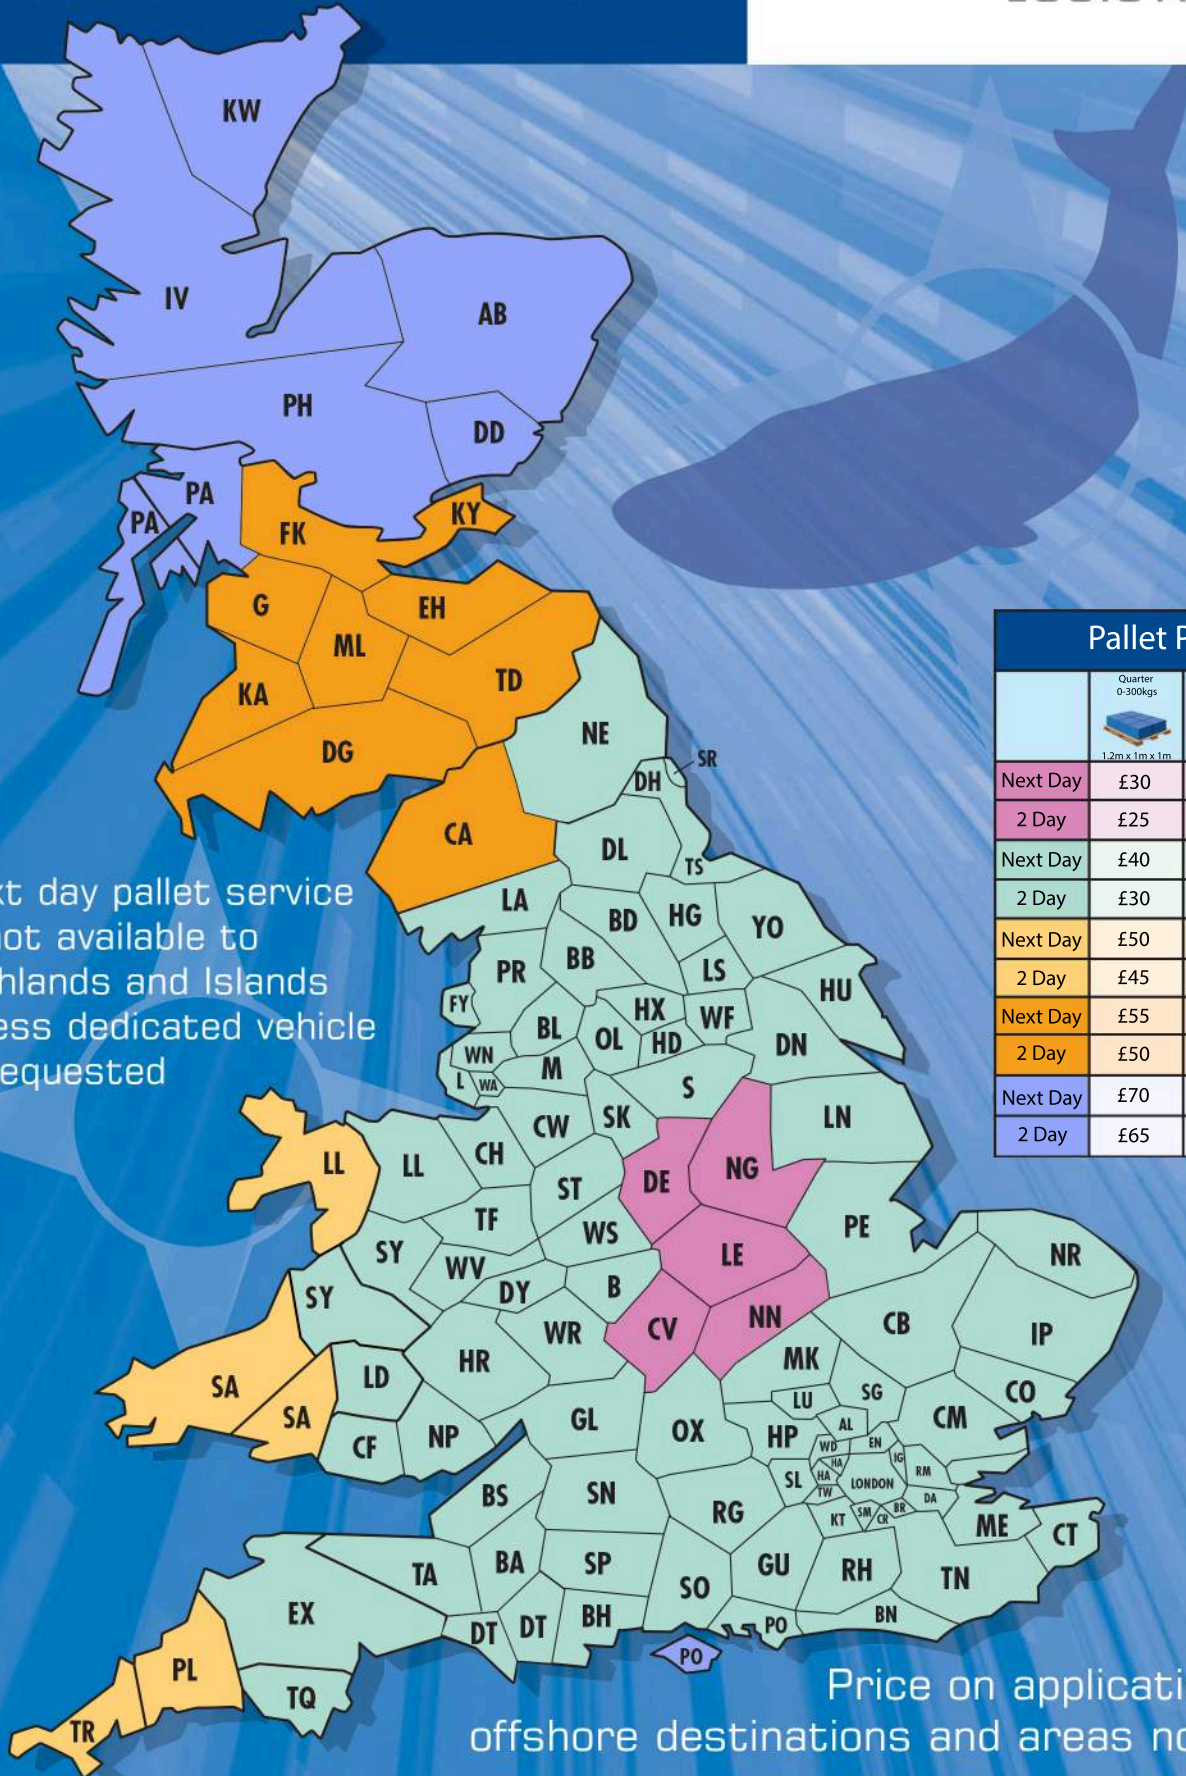 KW
IV
AB
PH
DD
PA
PA
KY
FK
G
EH
ML
KA
TD
DG
NE
SR
DH
CA
DL
TS
LA
BD
HG
YO
BB
PR
LS
HU
FY
HX
WF
BL
OL
HD
DN
WN
M
L
WA
S
LN
CW
SK
CH
LL
LL
DE
NG
ST
TF
WS
PE
SY
WV
LE
NR
SY
DY
B
NN
CB
WR
CV
IP
HR
MK
LD
SA
SA
LU
SG
CO
GL
OX
HP
AL
CM
CF
NP
WD
EN
HA
IG
HA
SL
LONDON
RM
TW
BS
SN
RG
DA
BR
KT
SM
CR
ME
CT
TA
BA
SP
GU
RH
TN
SO
EX
DT
DT
BH
PO
BN
PO
PL
TQ
TR
Pallet
Quarter
0-300kgs
1.2m x 1m x 1m
Next Day £30
2 Day £25
Next Day £40
2 Day £30
Next Day £50
2 Day £45
Next Day £55
2 Day £50
Next Day £70
2 Day £65
xt day pallet service
not available to
hlands and Islands
ess dedicated vehicle
equested
Price on applicati
offshore destinations and areas no